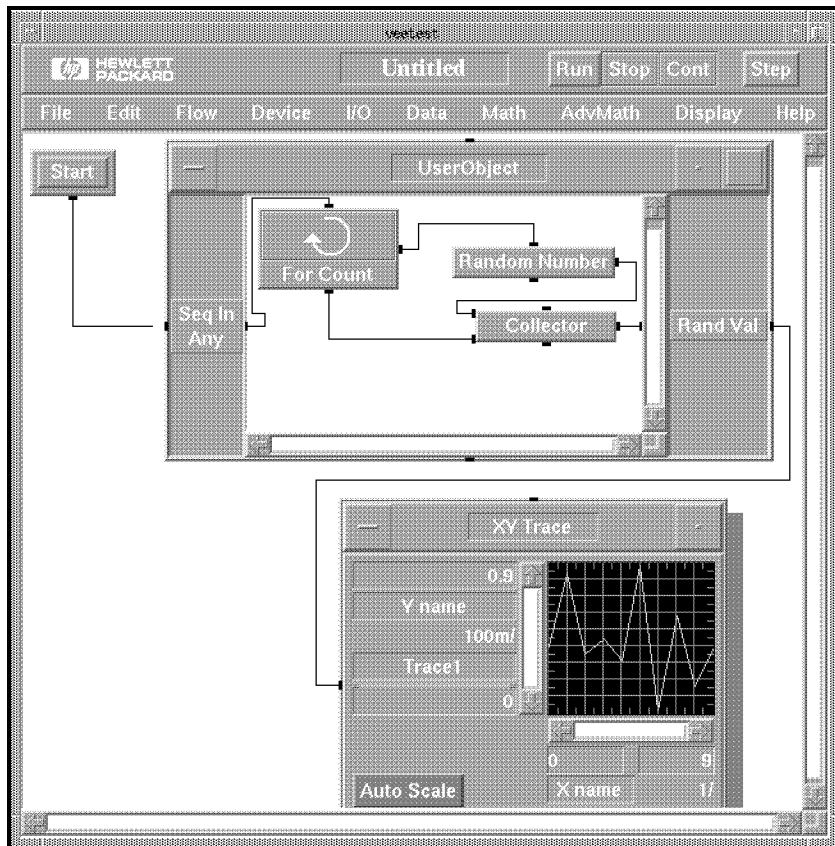 veetest
hp HEWLETT
PACKARD
Untitled
Run Stop Cont Step
File Edit Flow Device I/O Data Math AdvMath Display Help
Start
UserObject
For Count
Random Number
Seq In
Any
Collector
Rand Val
XY Trace
0.9
Y name
100m/
Trace1
0
0 9
Auto Scale
X name 1/